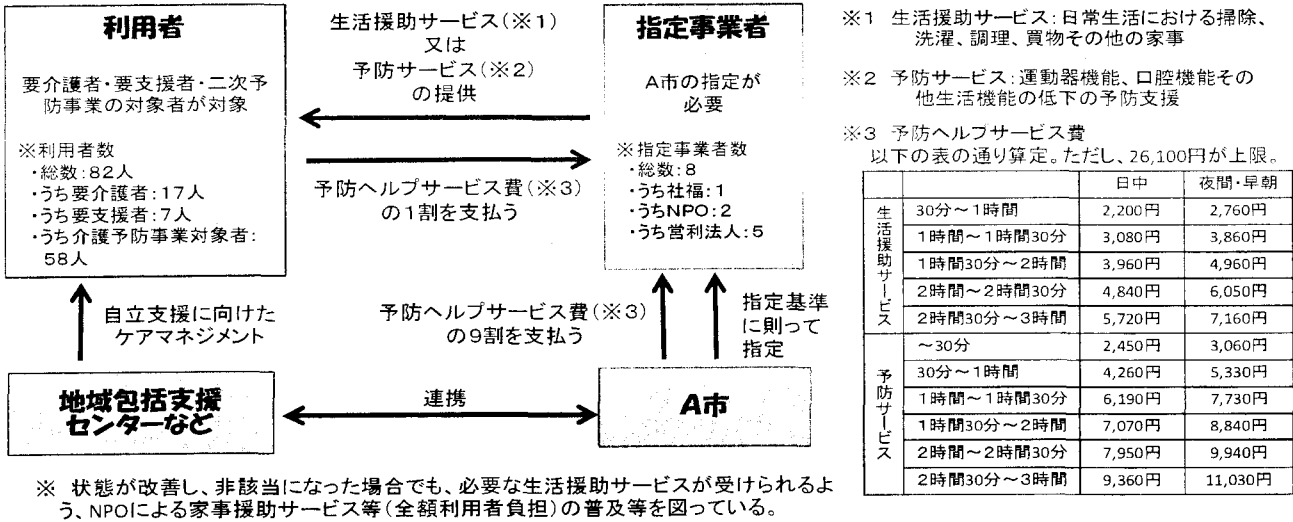 利用者
要介護者・要支援者・二次予
防事業の対象者が対象
※利用者数
・総数:82人
・うち要介護者:17人
・うち要支援者:7人
・うち介護予防事業対象者:
58人
生活援助サービス(※1)
又は
予防サービス(※2)
の提供
予防ヘルプサービス費(※3)
の1割を支払う
指定事業者
A市の指定が
必要
※指定事業者数
・総数:8
・うち社福:1
・うちNPO:2
・うち営利法人:5
自立支援に向けた
ケアマネジメント
予防ヘルプサービス費(※3)
の9割を支払う
指定基準
に則って
指定
地域包括支援
センターなど
連携
A市
※ 状態が改善し、非該当になった場合でも、必要な生活援助サービスが受けられるよ
う、NPOによる家事援助サービス等(全額利用者負担)の普及等を図っている。
※1 生活援助サービス:日常生活における掃除、
洗濯、調理、買物その他の家事
※2 予防サービス:運動器機能、口腔機能その
他生活機能の低下の予防支援
※3 予防ヘルプサービス費
以下の表の通り算定。ただし、26,100円が上限。
日中 夜間・早朝
生活援助サービス
30分~1時間 2,200円 2,760円
1時間~1時間30分 3,080円 3,860円
1時間30分~2時間 3,960円 4,960円
2時間~2時間30分 4,840円 6,050円
2時間30分~3時間 5,720円 7,160円
予防サービス
~30分 2,450円 3,060円
30分~1時間 4,260円 5,330円
1時間~1時間30分 6,190円 7,730円
1時間30分~2時間 7,070円 8,840円
2時間~2時間30分 7,950円 9,940円
2時間30分~3時間 9,360円 11,030円